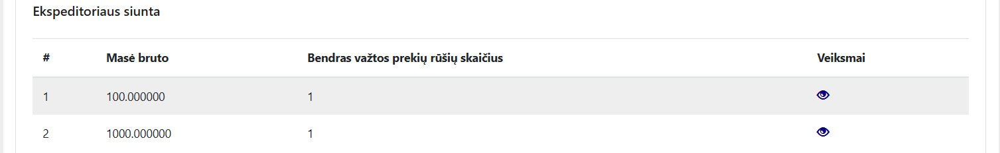 Ekspeditoriaus siunta
# Masė bruto Bendras važtos prekių rūšių skaičius Veiksmai
1 100.000000 1
2 1000.000000 1